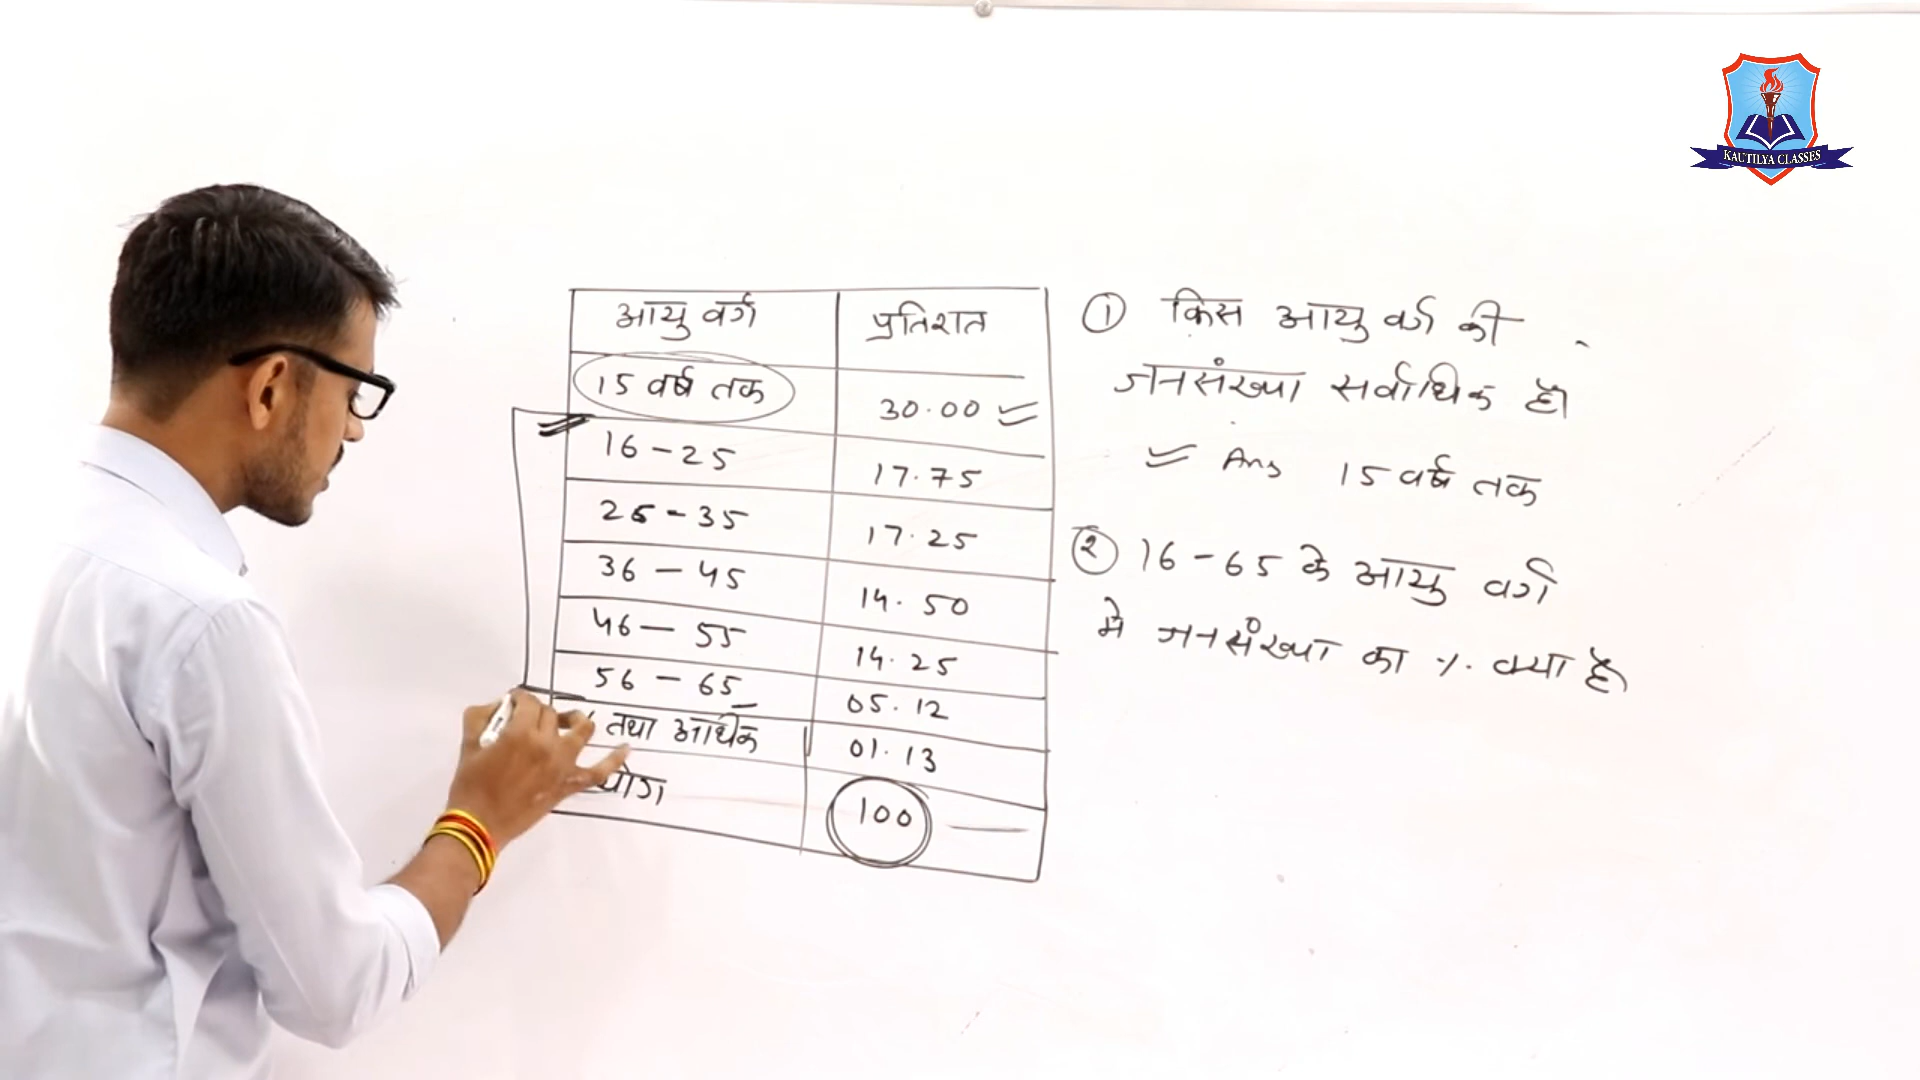 KAUTILYA CLASSES
आयु वर्ग प्रतिशत
15 वर्ष तक 30.00
16-25 17.75
25-35 17.25
36-45 14.50
46-55 14.25
56-65 05.12
तथा आर्धिक 01.13
योग 100
① किस आयु वर्ग की
जनसंख्या सर्वाधिक है।
Ans 15 वर्ष तक
② 16-65 के आयु वर्ग
मे जनसंख्या का % क्या है